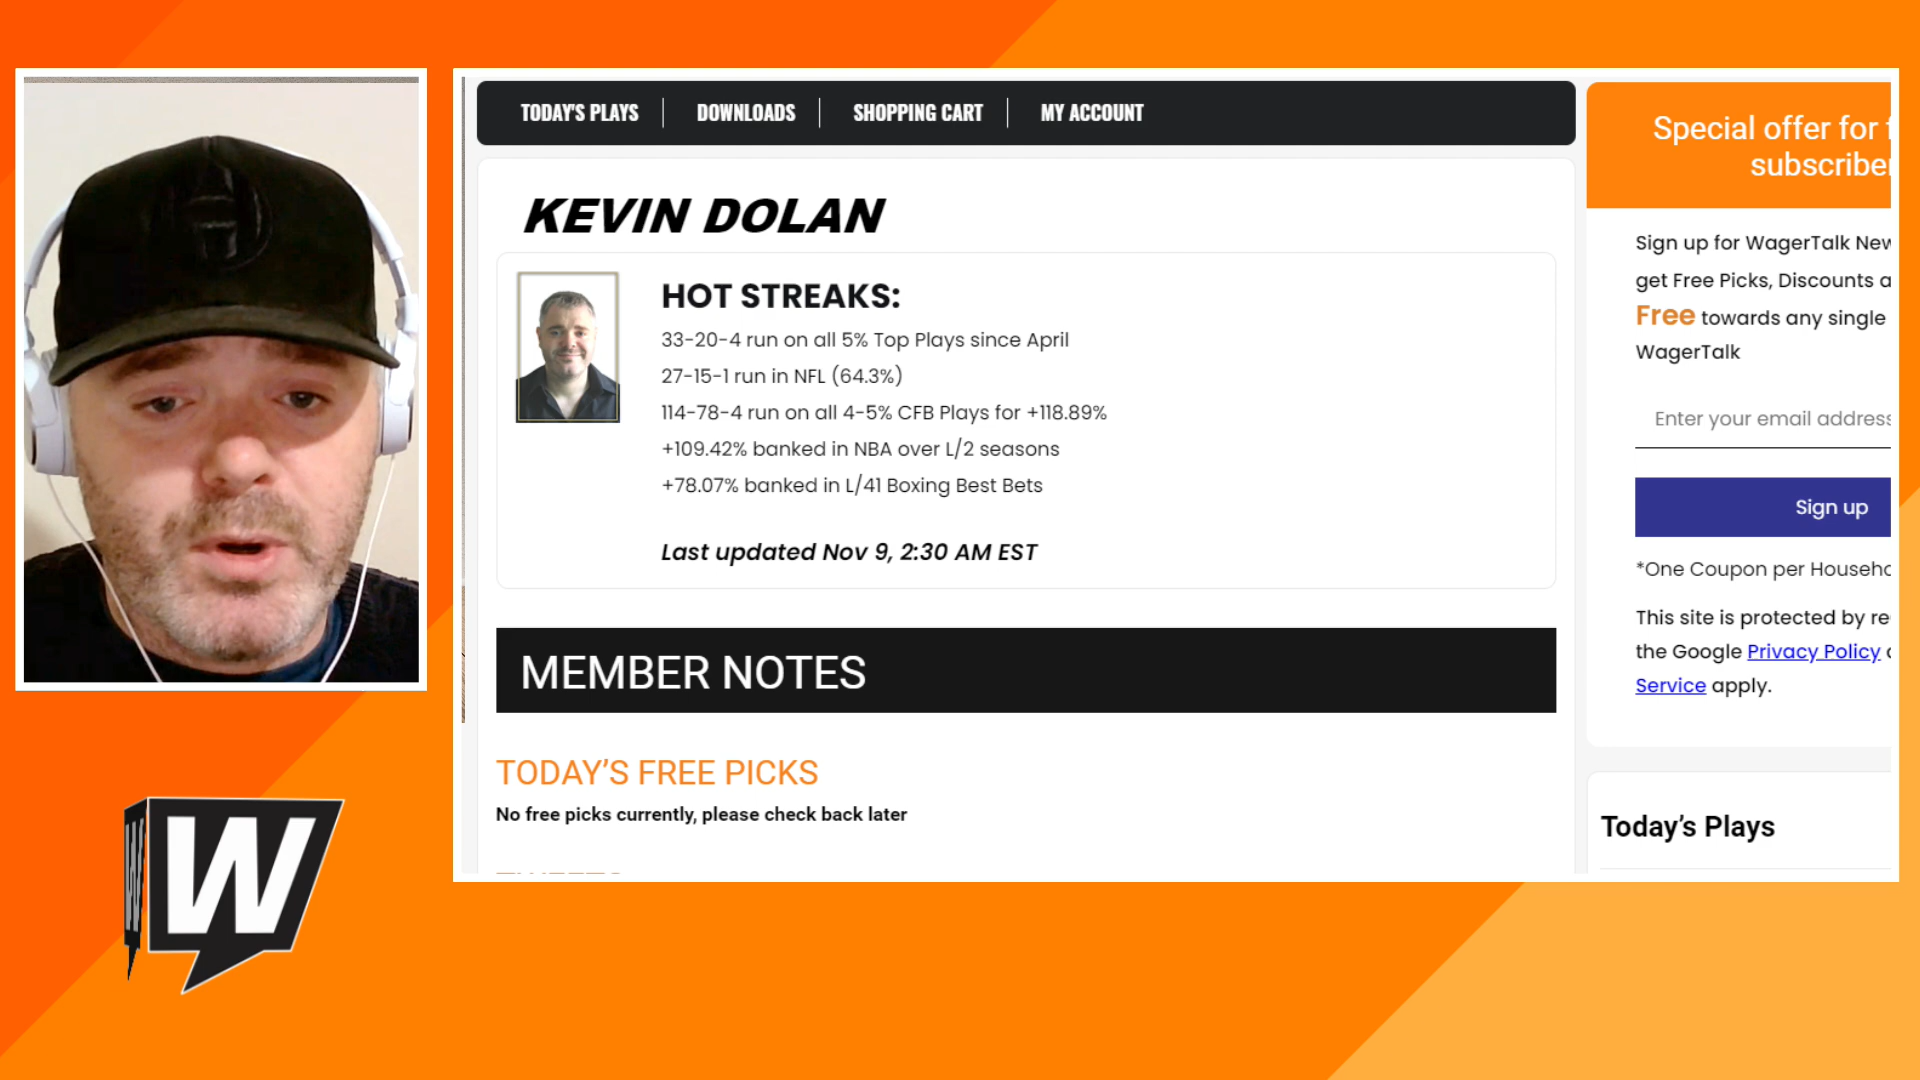 TODAY'S PLAYS
DOWNLOADS
SHOPPING CART
MY ACCOUNT
KEVIN DOLAN
HOT STREAKS:
33-20-4 run on all 5% Top Plays since April
27-15-1 run in NFL (64.3%)
114-78-4 run on all 4-5% CFB Plays for +118.89%
+109.42% banked in NBA over L/2 seasons
+78.07% banked in L/41 Boxing Best Bets
Last updated Nov 9, 2:30 AM EST
MEMBER NOTES
TODAY'S FREE PICKS
No free picks currently, please check back later
Special offer for
subscriber
Sign up for WagerTalk New
get Free Picks, Discounts a
Free towards any single
WagerTalk
Enter your email address
Sign up
*One Coupon per Househo
This site is protected by re
the Google Privacy Policy
Service apply.
Today's Plays
W
W